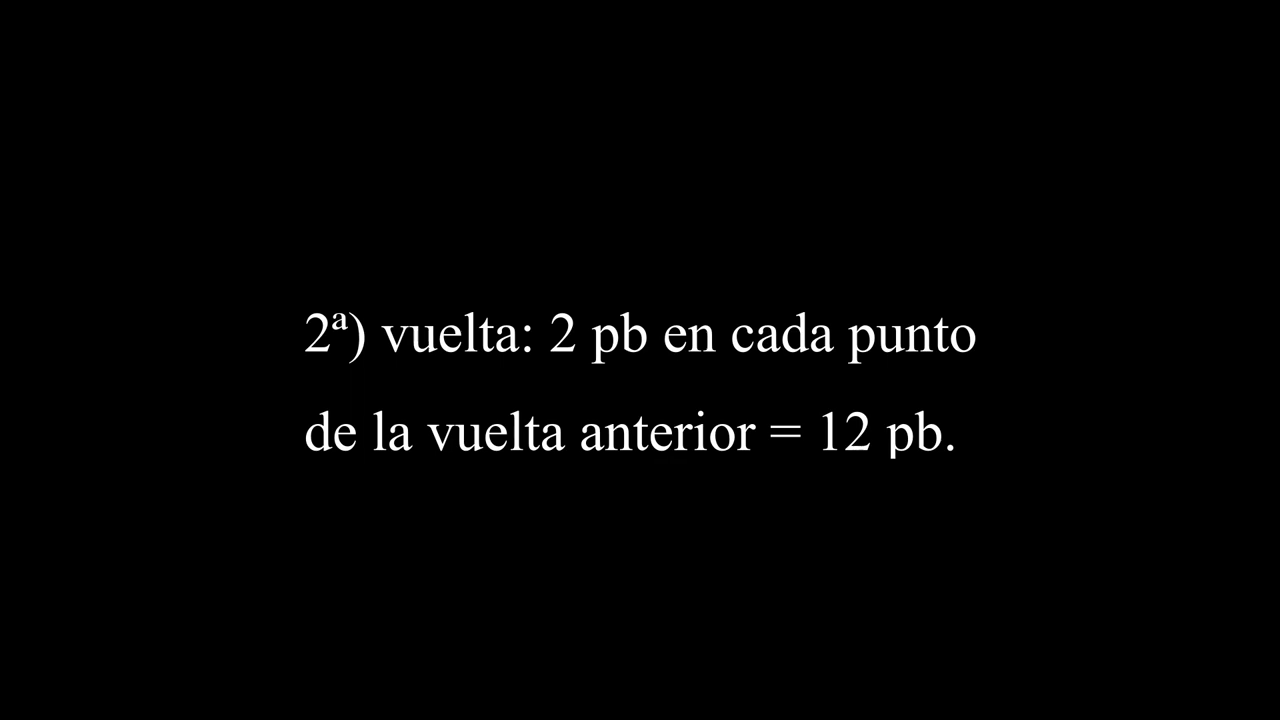 2ª) vuelta: 2 pb en cada punto
de la vuelta anterior = 12 pb.